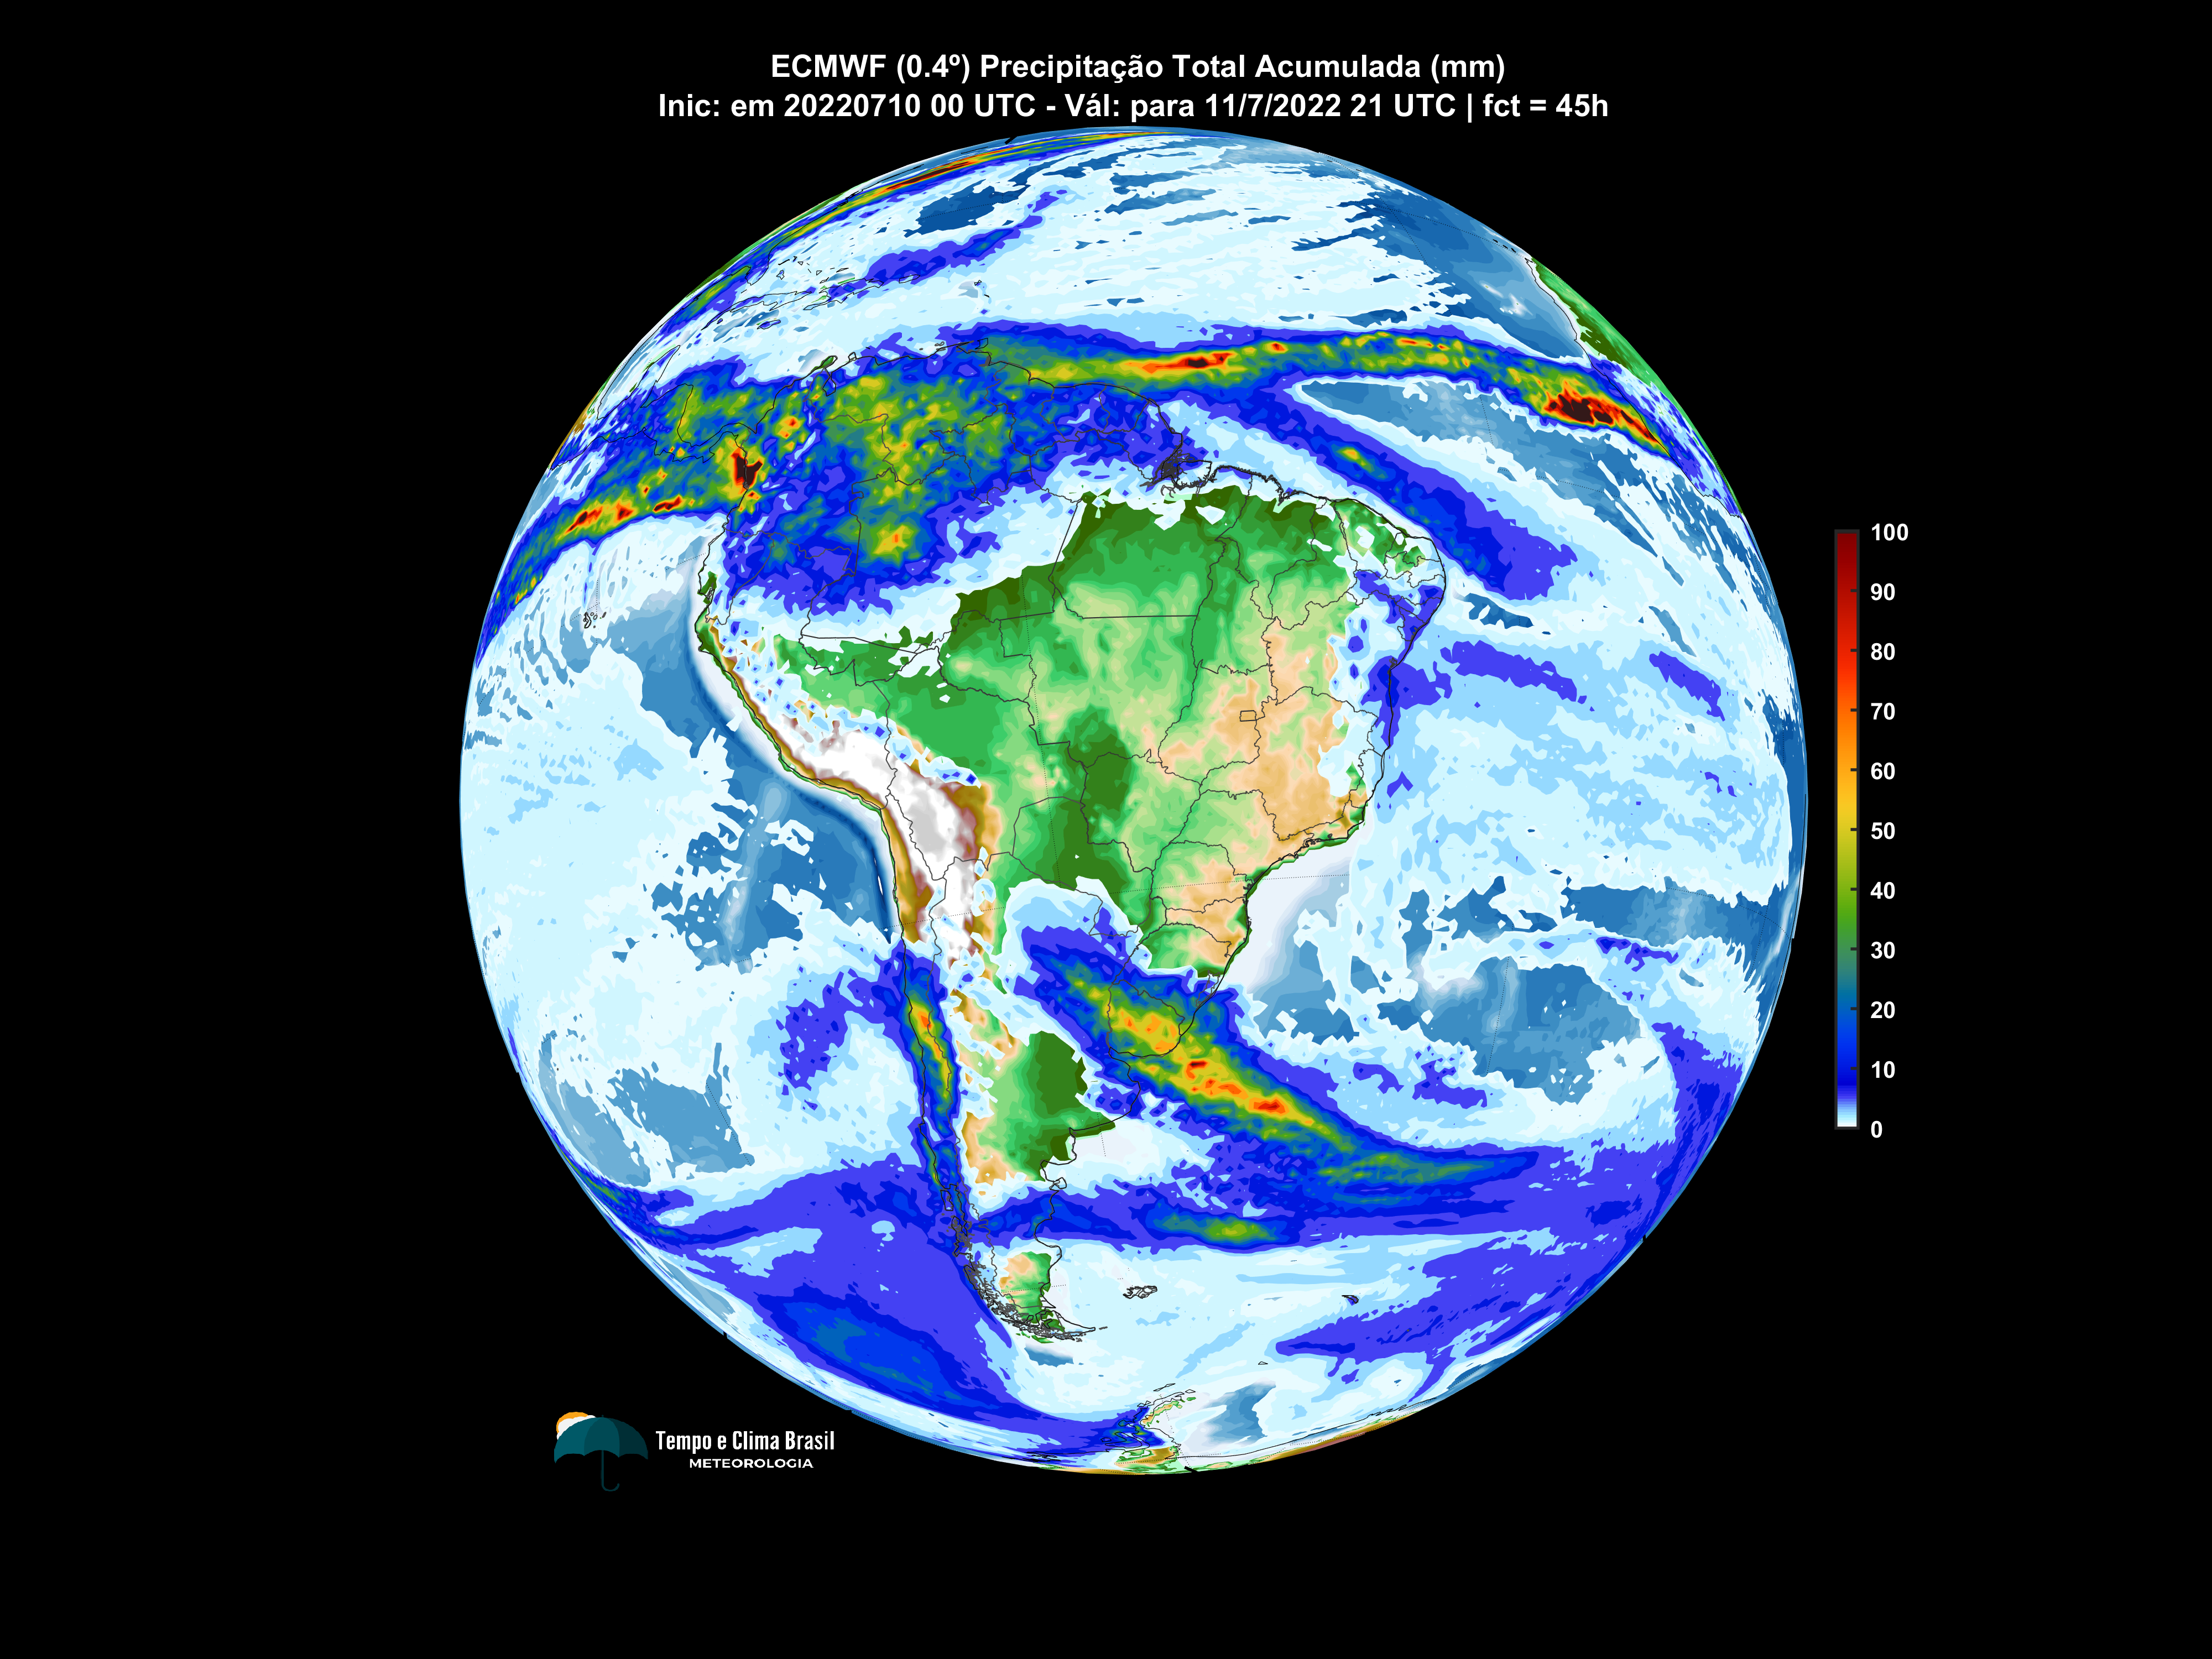 ECMWF (0.4º) Precipitação Total Acumulada (mm)
Inic: em 20220710 00 UTC - Vál: para 11/7/2022 21 UTC | fct = 45h
100
90
80
70
60
50
40
30
20
10
0
Tempo e Clima Brasil
METEOROLOGIA